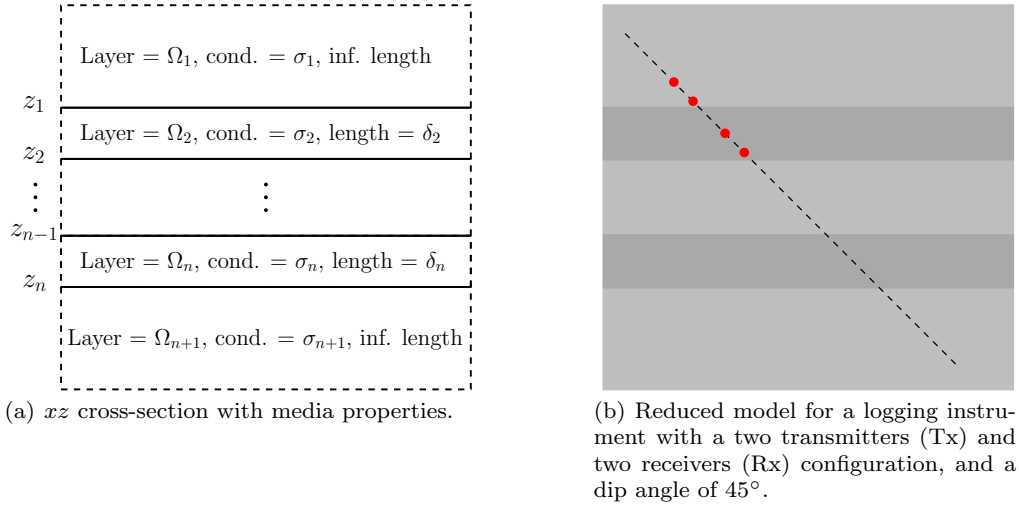 Layer = Ω₁, cond. = σ₁, inf. length
z₁
Layer = Ω₂, cond. = σ₂, length = δ₂
z₂
⋮ ⋮
zₙ₋₁
Layer = Ωₙ, cond. = σₙ, length = δₙ
zₙ
Layer = Ωₙ₊₁, cond. = σₙ₊₁, inf. length
(a) xz cross-section with media properties.
(b) Reduced model for a logging instru-
ment with a two transmitters (Tx) and
two receivers (Rx) configuration, and a
dip angle of 45°.